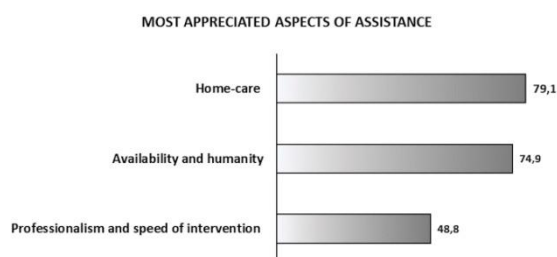 MOST APPRECIATED ASPECTS OF ASSISTANCE
Home-care 79,1
Availability and humanity 74,9
Professionalism and speed of intervention 48,8